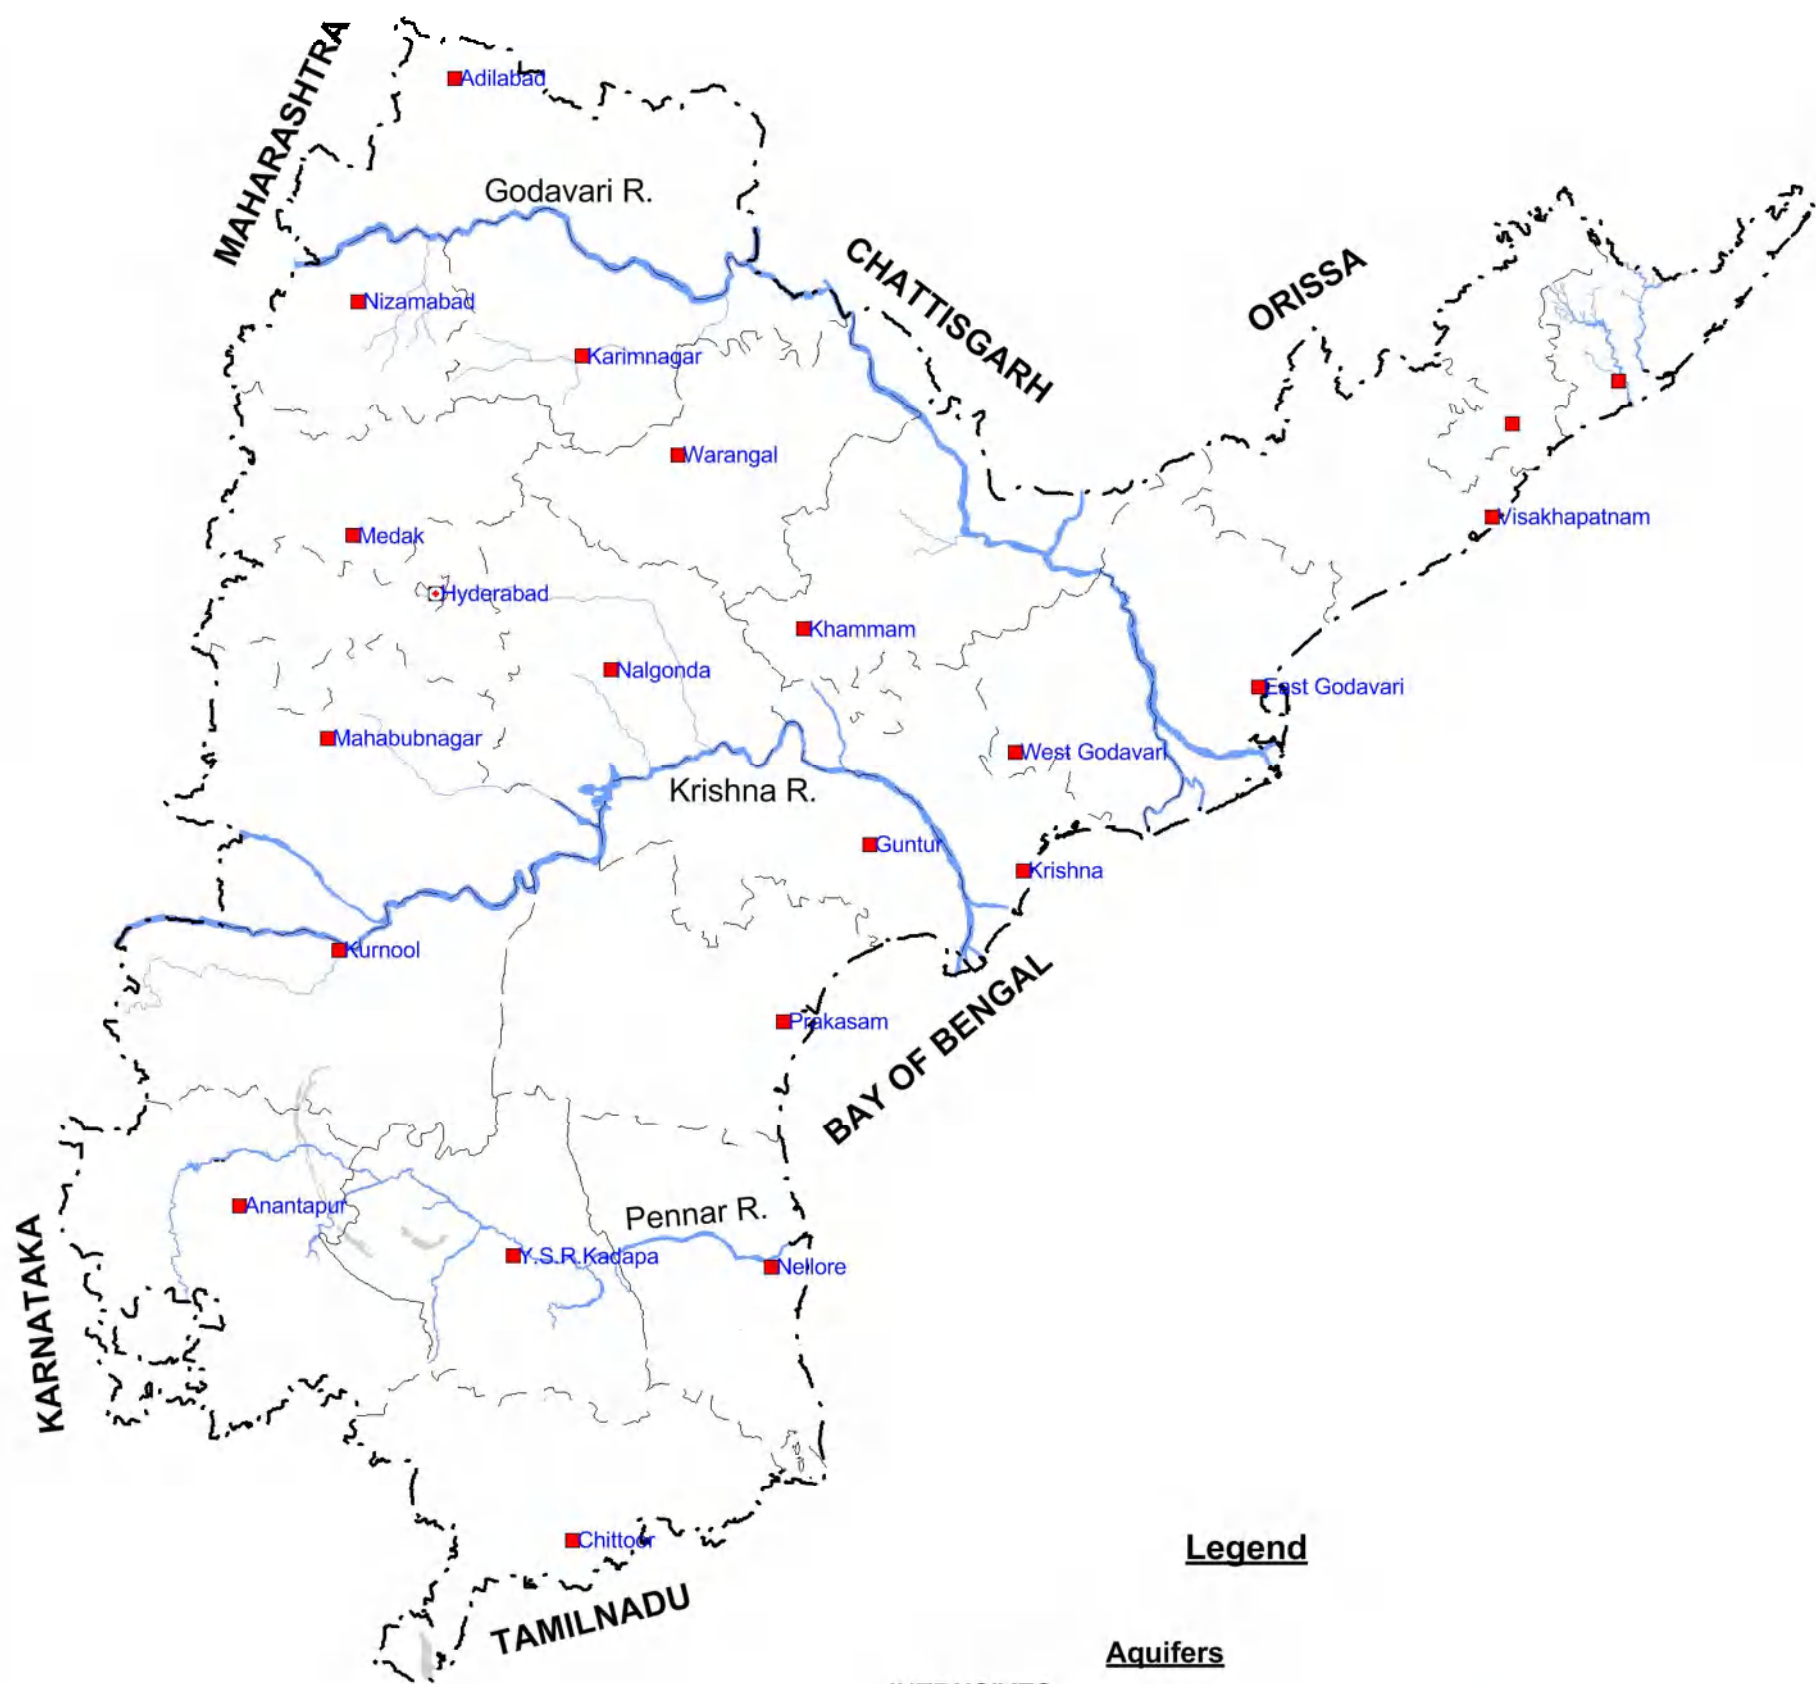 MAHARASHTRA
Adilabad
Godavari R.
CHATTISGARH
ORISSA
Nizamabad
Karimnagar
Warangal
Visakhapatnam
Medak
Hyderabad
Khammam
Nalgonda
East Godavari
Mahabubnagar
West Godavari
Krishna R.
Guntur
Krishna
Kurnool
Prakasam
BAY OF BENGAL
KARNATAKA
Anantapur
Pennar R.
Y.S.R.Kadapa
Nellore
Chittoor
TAMILNADU
Legend
Aquifers